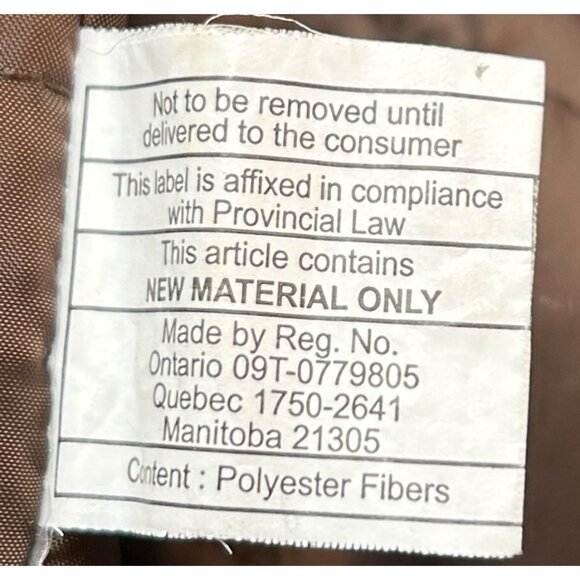 Not to be removed until
delivered to the consumer
This label is affixed in compliance
with Provincial Law
This article contains
NEW MATERIAL ONLY
Made by Reg. No.
Ontario 09T-0779805
Quebec 1750-2641
Manitoba 21305
Content : Polyester Fibers